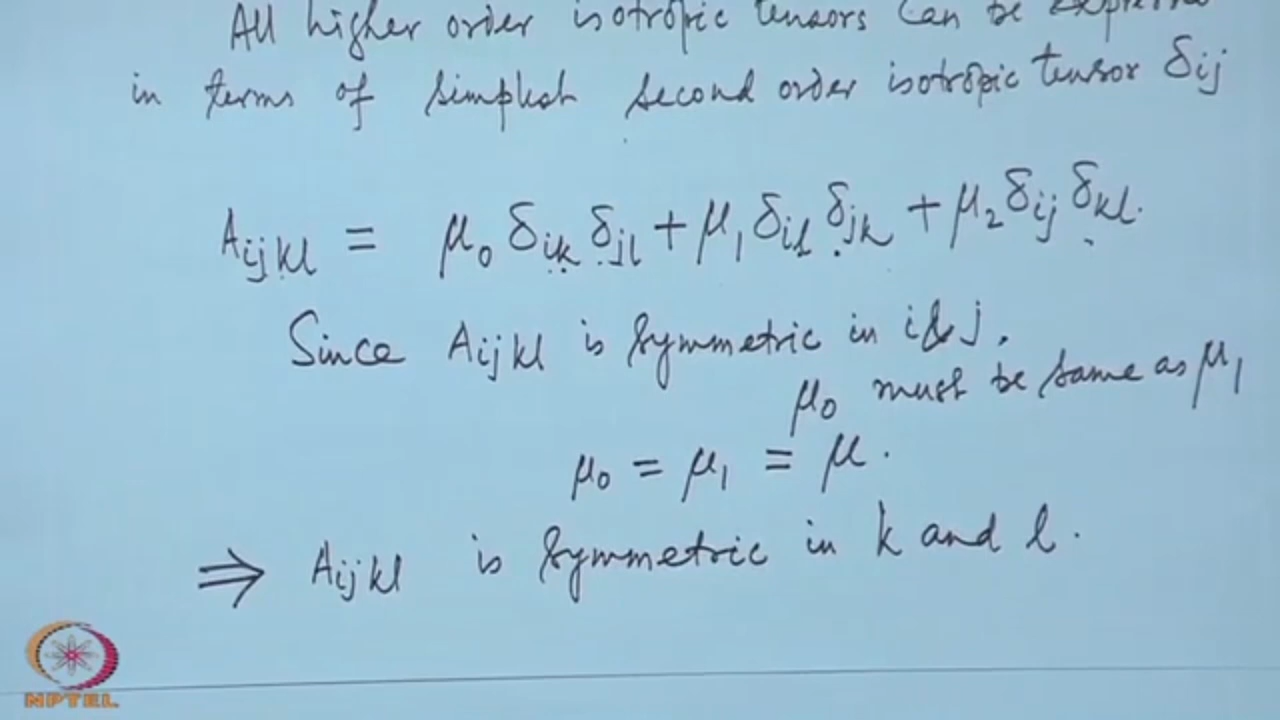 All higher order isotropic tensors can be
in terms of simplest second order isotropic tensor δij
Aijkl = μ0 δik δjl + μ1 δil δjk + μ2 δij δkl.
Since Aijkl is symmetric in i & j.
μ0 must be same as μ1
μ0 = μ1 = μ.
⇒ Aijkl is symmetric in k and l.
NPTEL